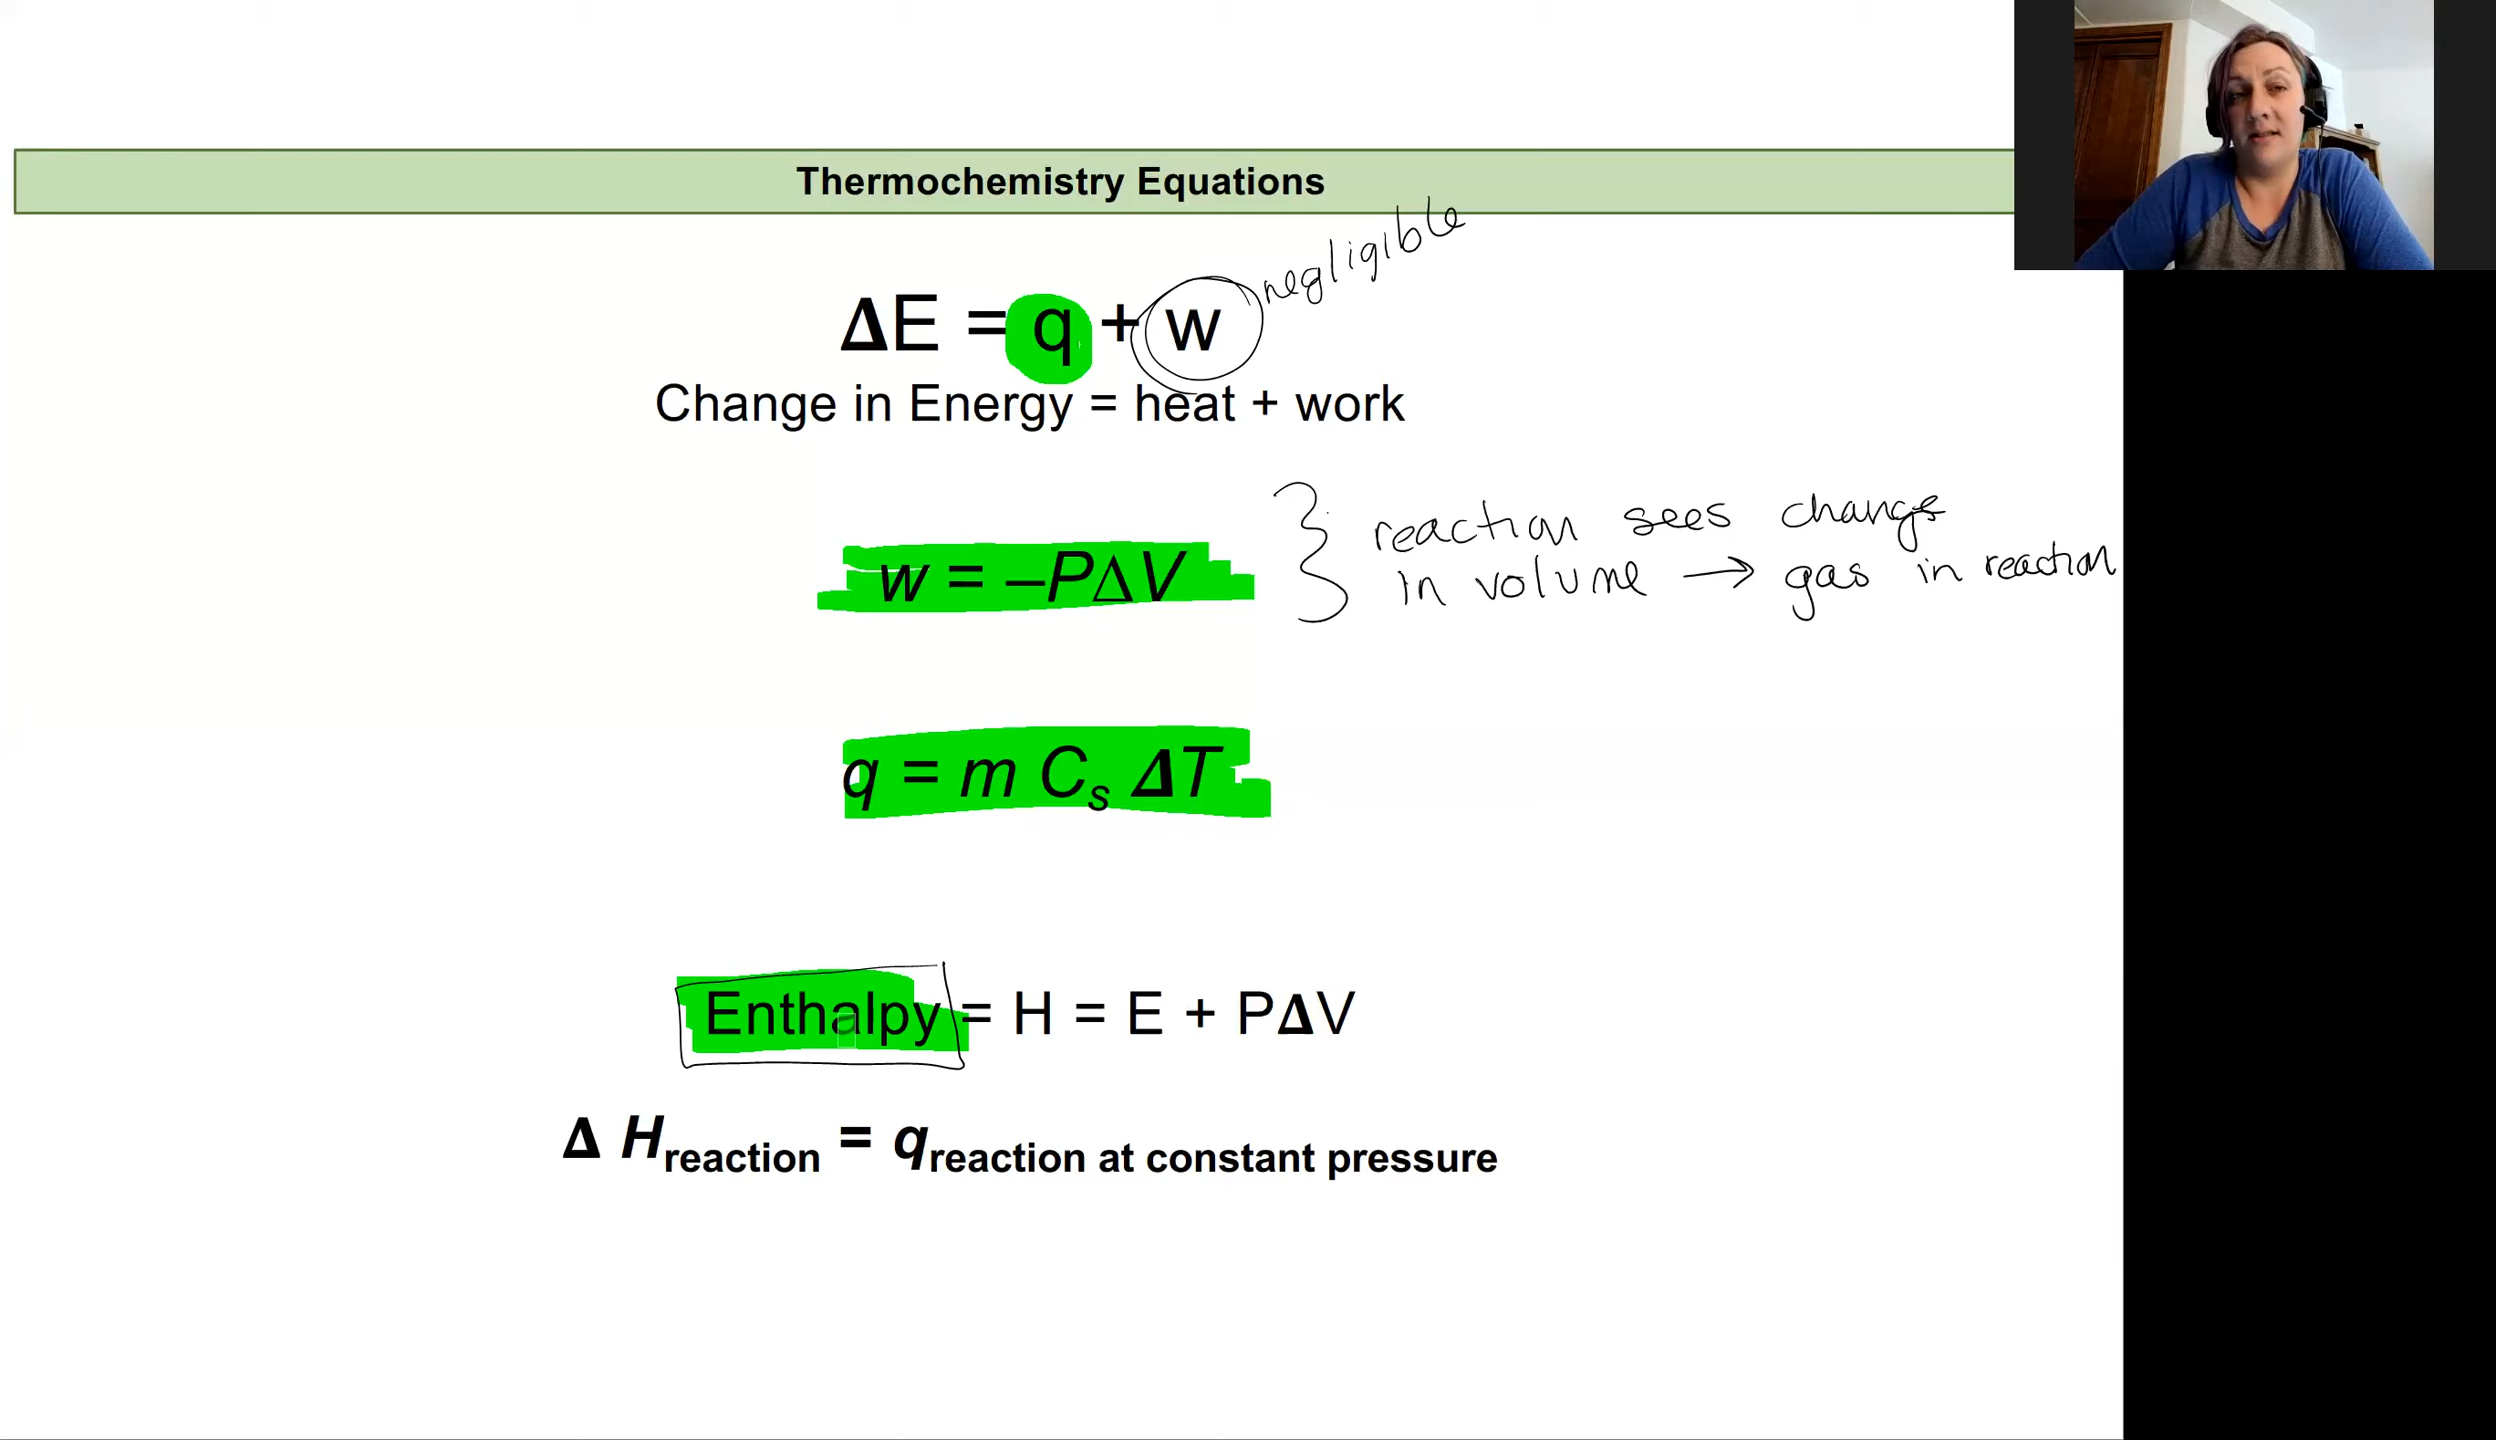 Thermochemistry Equations
negligible
ΔE = q + w
Change in Energy = heat + work
w = –PΔV
reaction sees change
in volume → gas in reaction
q = m Cs ΔT
Enthalpy = H = E + PΔV
Δ Hreaction = qreaction at constant pressure